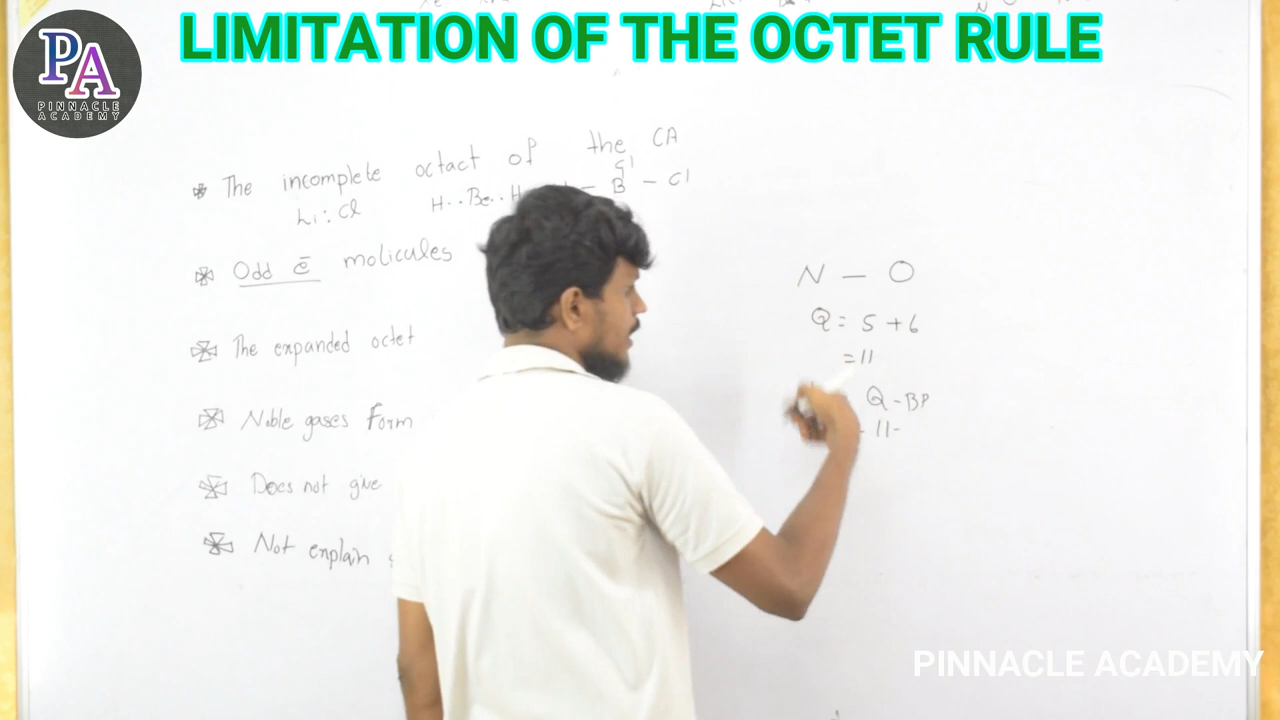 LIMITATION OF THE OCTET RULE
PA
PINNACLE
ACADEMY
The incomplete octact of the CA
Cl
Li : Cl H..Be..H - B - Cl
Odd ē molicules
The expanded octet
Noble gases form
Does not give
Not explain
N - O
Q = 5 + 6
= 11
Q - BP
- 11 -
PINNACLE ACADEMY